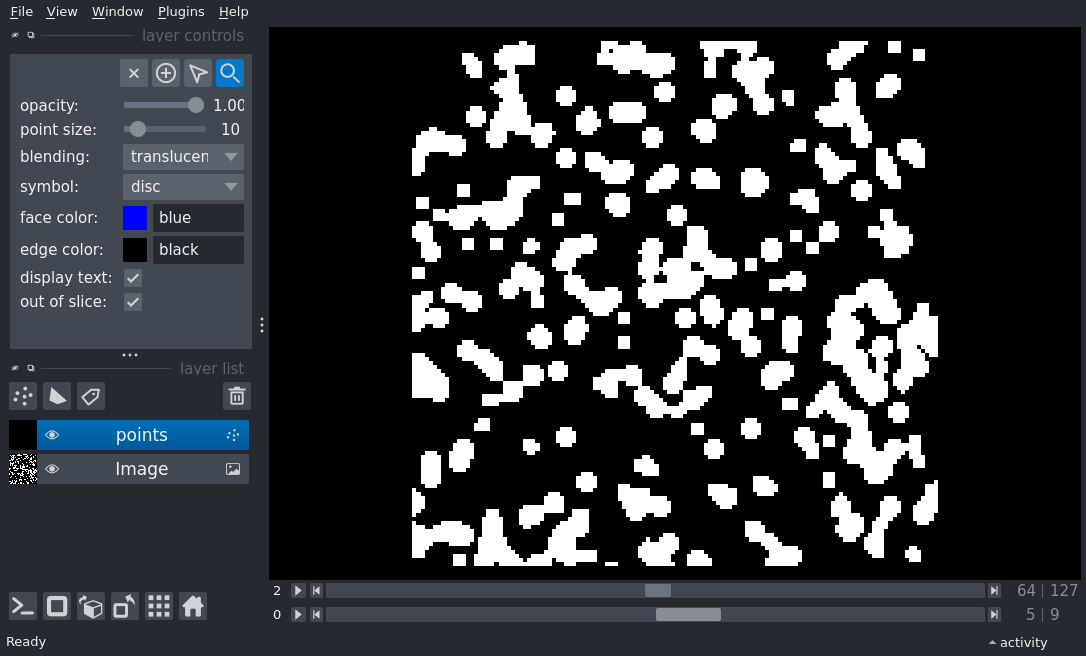 File View Window Plugins Help
layer controls
opacity: 1.00
point size: 10
blending: translucen
symbol: disc
face color: blue
edge color: black
display text:
out of slice:
layer list
points
Image
2 64 | 127
0 5 | 9
Ready activity